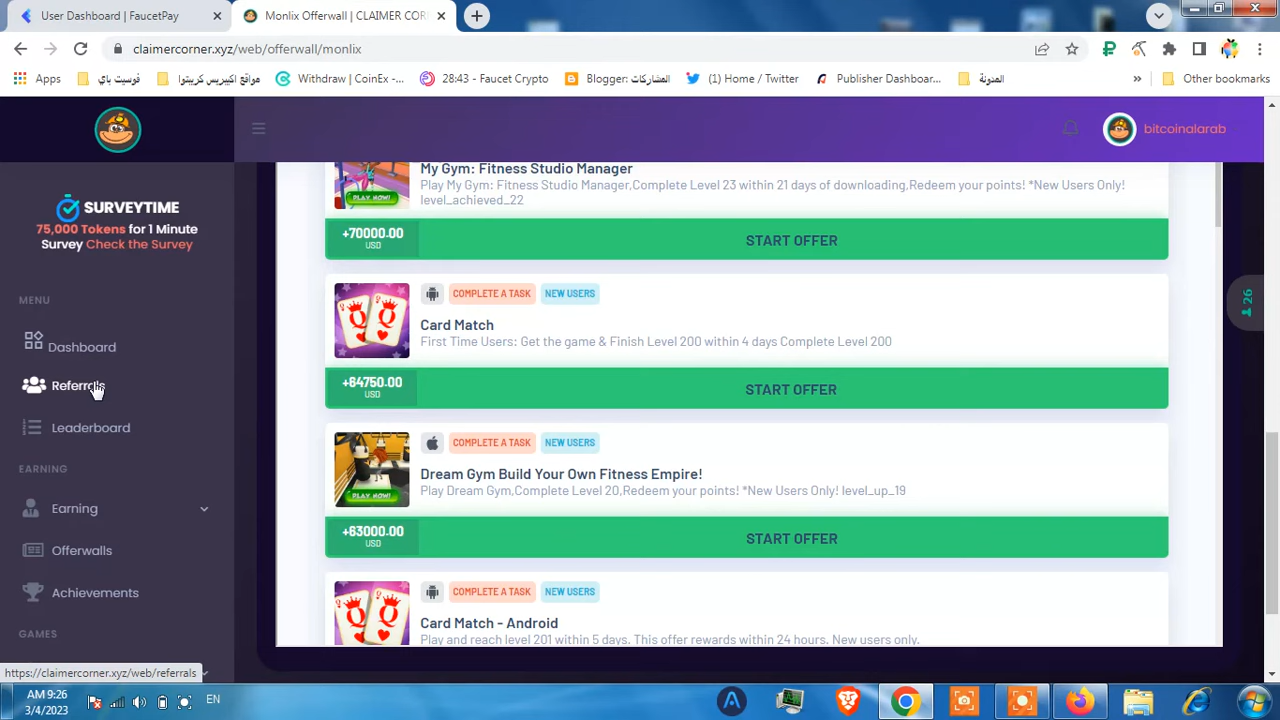 User Dashboard | FaucetPay
Monlix Offerwall | CLAIMER COR
claimercorner.xyz/web/offerwall/monlix
Apps
فوسيت باي
مواقع اكبيريس كريبتوا
Withdraw | CoinEx -...
28:43 - Faucet Crypto
Blogger: المشاركات
(1) Home / Twitter
Publisher Dashboar...
المدونة
»
Other bookmarks
bitcoinalarab
SURVEYTIME
75,000 Tokens for 1 Minute
Survey Check the Survey
MENU
Dashboard
Referrals
Leaderboard
EARNING
Earning
Offerwalls
Achievements
GAMES
My Gym: Fitness Studio Manager
Play My Gym: Fitness Studio Manager,Complete Level 23 within 21 days of downloading,Redeem your points! *New Users Only!
level_achieved_22
PLAY NOW!
+70000.00
USD
START OFFER
COMPLETE A TASK
NEW USERS
Card Match
First Time Users: Get the game & Finish Level 200 within 4 days Complete Level 200
+64750.00
USD
START OFFER
COMPLETE A TASK
NEW USERS
Dream Gym Build Your Own Fitness Empire!
Play Dream Gym,Complete Level 20,Redeem your points! *New Users Only! level_up_19
PLAY NOW!
+63000.00
USD
START OFFER
COMPLETE A TASK
NEW USERS
Card Match - Android
Play and reach level 201 within 5 days. This offer rewards within 24 hours. New users only.
26
https://claimercorner.xyz/web/referrals
AM 9:26
3/4/2023
EN